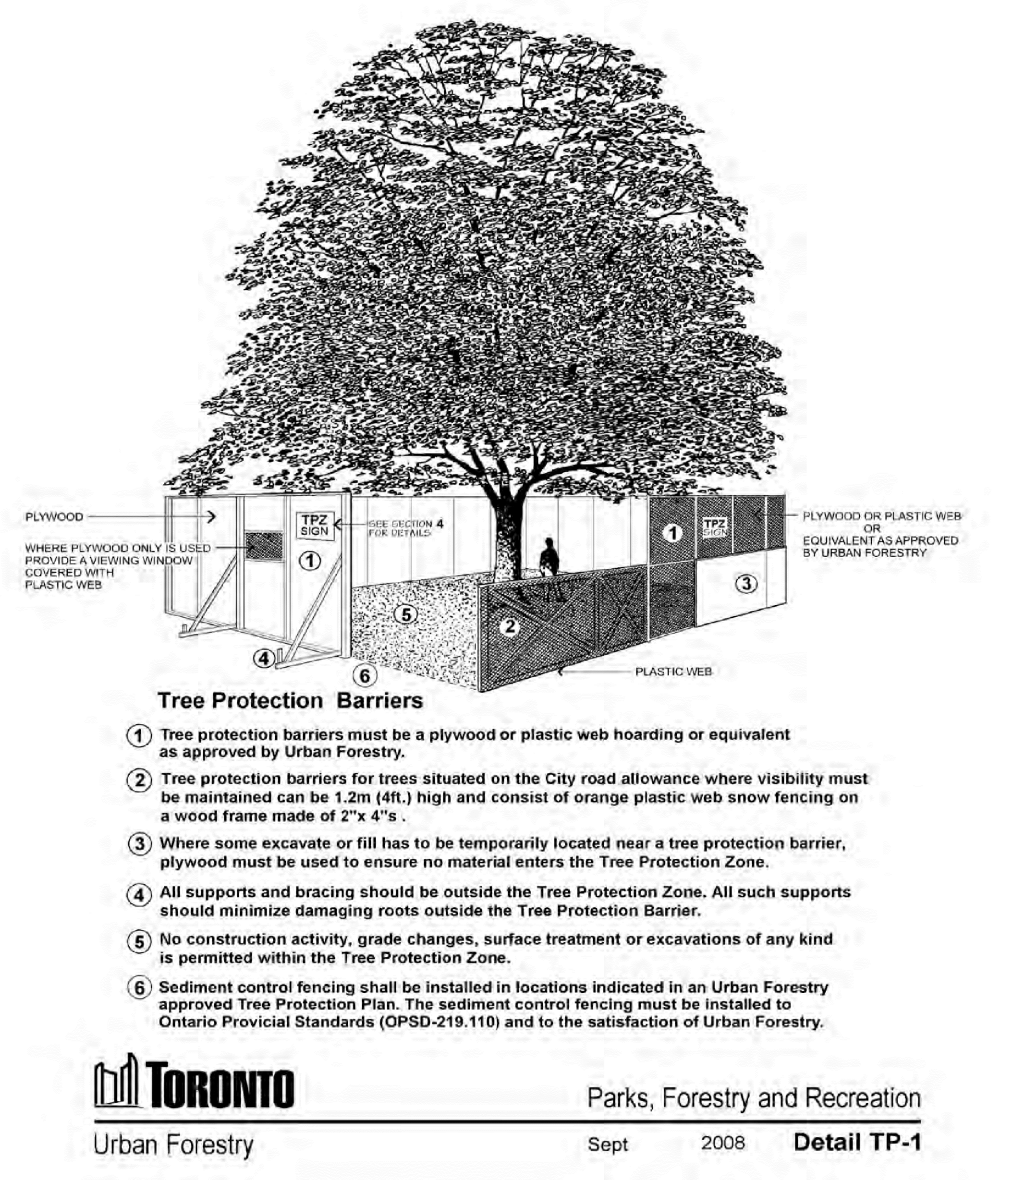 PLYWOOD
WHERE PLYWOOD ONLY IS USED
PROVIDE A VIEWING WINDOW
COVERED WITH
PLASTIC WEB
TPZ
SIGN
SEE SECTION 4
FOR DETAILS
1
4
5
6
2
1
TPZ
SIGN
3
PLYWOOD OR PLASTIC WEB
OR
EQUIVALENT AS APPROVED
BY URBAN FORESTRY
PLASTIC WEB
Tree Protection Barriers
1 Tree protection barriers must be a plywood or plastic web hoarding or equivalent
as approved by Urban Forestry.
2 Tree protection barriers for trees situated on the City road allowance where visibility must
be maintained can be 1.2m (4ft.) high and consist of orange plastic web snow fencing on
a wood frame made of 2"x 4"s .
3 Where some excavate or fill has to be temporarily located near a tree protection barrier,
plywood must be used to ensure no material enters the Tree Protection Zone.
4 All supports and bracing should be outside the Tree Protection Zone. All such supports
should minimize damaging roots outside the Tree Protection Barrier.
5 No construction activity, grade changes, surface treatment or excavations of any kind
is permitted within the Tree Protection Zone.
6 Sediment control fencing shall be installed in locations indicated in an Urban Forestry
approved Tree Protection Plan. The sediment control fencing must be installed to
Ontario Provicial Standards (OPSD-219.110) and to the satisfaction of Urban Forestry.
TORONTO
Parks, Forestry and Recreation
Urban Forestry
Sept 2008 Detail TP-1